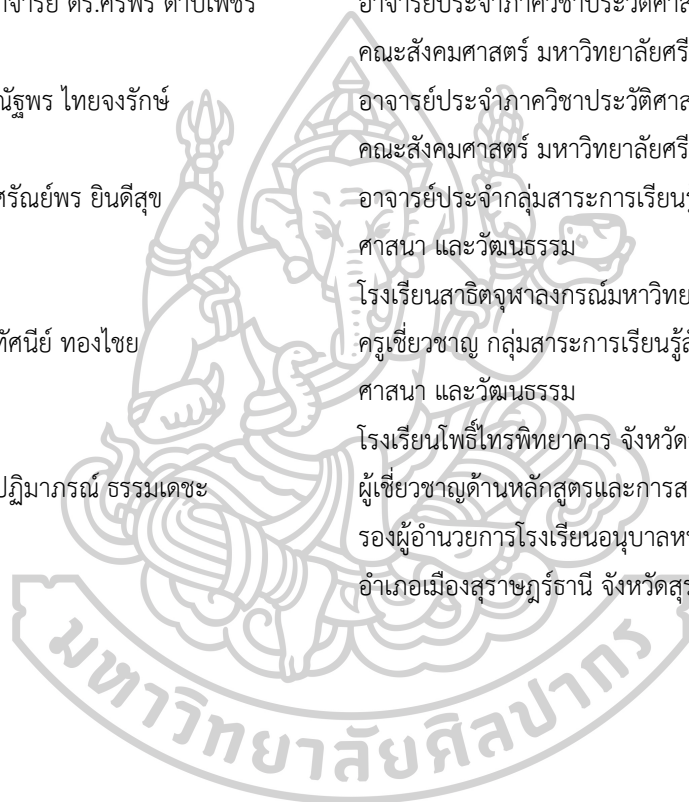 ดร.ศิริพร ดาบเพชร อาจารย์ประจำภาควิชาประวัติศาส
คณะสังคมศาสตร์ มหาวิทยาลัยศรี
ณัฐพร ไทยจงรักษ์ อาจารย์ประจำภาควิชาประวัติศาส
คณะสังคมศาสตร์ มหาวิทยาลัยศรี
ศรัณย์พร ยินดีสุข อาจารย์ประจำกลุ่มสาระการเรียนรู้
ศาสนา และวัฒนธรรม
โรงเรียนสาธิตจุฬาลงกรณ์มหาวิทย
ทัศนีย์ ทองไชย ครูเชี่ยวชาญ กลุ่มสาระการเรียนรู้สั
ศาสนา และวัฒนธรรม
โรงเรียนโพธิ์ไทรพิทยาคาร จังหวัด
ปฏิมาภรณ์ ธรรมเดชะ ผู้เชี่ยวชาญด้านหลักสูตรและการส
รองผู้อำนวยการโรงเรียนอนุบาล
อำเภอเมืองสุราษฎร์ธานี จังหวัดสุ
มหาวิทยาลัยศิลปากร